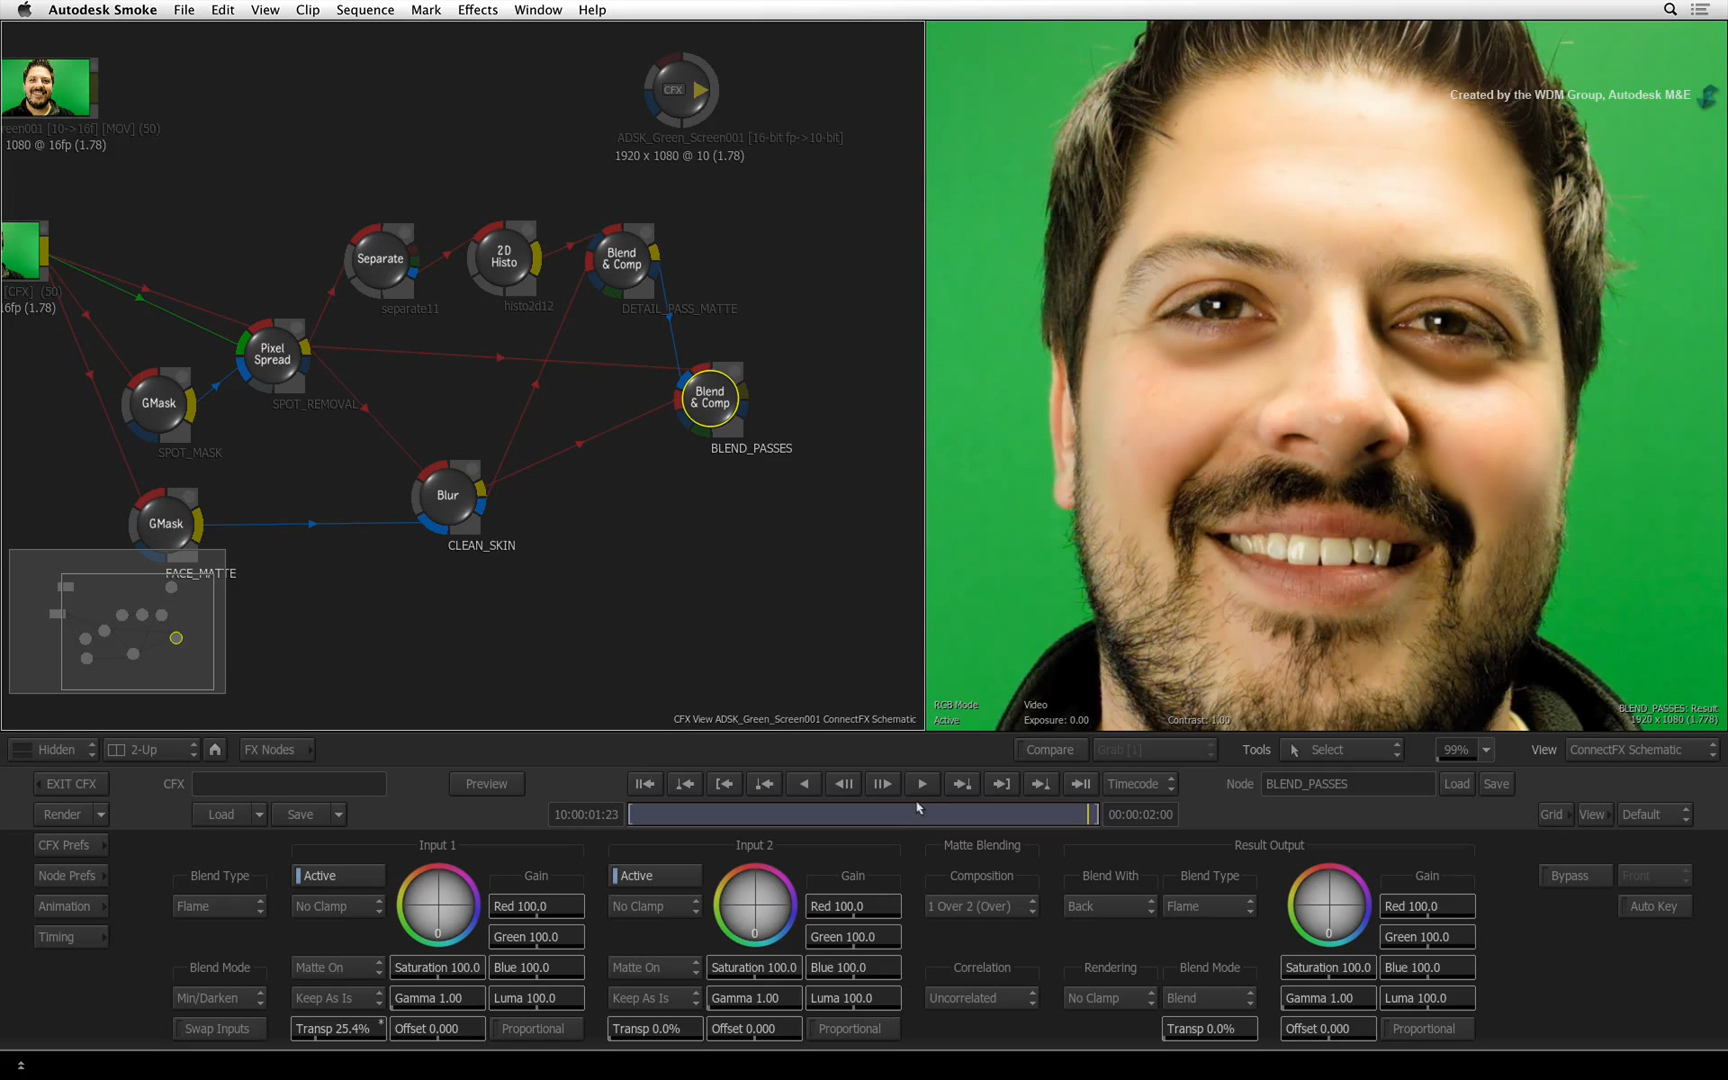 Autodesk Smoke File Edit View Clip Sequence Mark Effects Window Help
CFX
Created by the WDM Group, Autodesk M&E
reen001 [10->16f] [MOV] (50)
1080 @ 16fp (1.78)
ADSK_Green_Screen001 [16-bit fp->10-bit]
1920 x 1080 @ 10 (1.78)
Separate
2D
Histo
Blend
& Comp
[CFX] (50)
16fp (1.78)
separate11
histo2d12
DETAIL_PASS_MATTE
Pixel
Spread
SPOT_REMOVAL
GMask
SPOT_MASK
Blend
& Comp
BLEND_PASSES
Blur
CLEAN_SKIN
GMask
FACE_MATTE
CFX View ADSK_Green_Screen001 ConnectFX Schematic
RGB Mode Video
Active Exposure: 0.00 Contrast: 1.00
BLEND_PASSES: Result
1920 x 1080 (1.778)
Hidden 2-Up FX Nodes Compare Grab [1] Tools Select 99% View ConnectFX Schematic
EXIT CFX CFX Preview Timecode Node BLEND_PASSES Load Save
Render Load Save 10:00:01:23 00:00:02:00 Grid View Default
CFX Prefs Input 1 Input 2 Matte Blending Result Output
Node Prefs Blend Type Active Gain Active Gain Composition Blend With Blend Type Gain Bypass Front
Animation Flame No Clamp 0 Red 100.0 No Clamp 0 Red 100.0 1 Over 2 (Over) Back Flame 0 Red 100.0 Auto Key
Timing Green 100.0 Green 100.0 Green 100.0
Blend Mode Matte On Saturation 100.0 Blue 100.0 Matte On Saturation 100.0 Blue 100.0 Correlation Rendering Blend Mode Saturation 100.0 Blue 100.0
Min/Darken Keep As Is Gamma 1.00 Luma 100.0 Keep As Is Gamma 1.00 Luma 100.0 Uncorrelated No Clamp Blend Gamma 1.00 Luma 100.0
Swap Inputs Transp 25.4% * Offset 0.000 Proportional Transp 0.0% Offset 0.000 Proportional Transp 0.0% Offset 0.000 Proportional